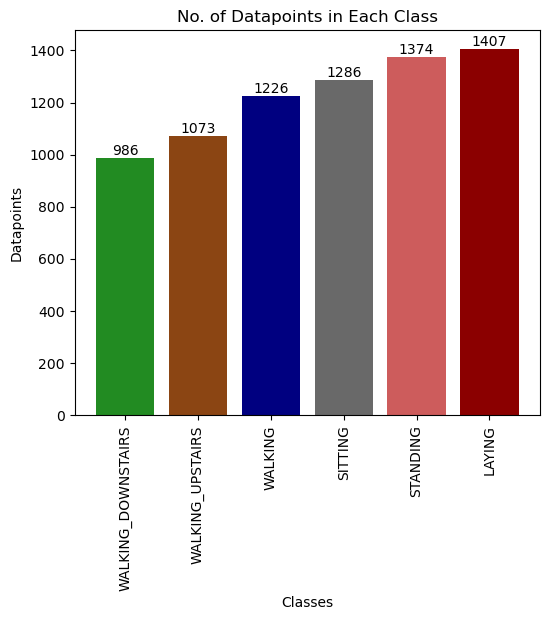 No. of Datapoints in Each Class
Datapoints
1400
1200
1000
800
600
400
200
0
986
1073
1226
1286
1374
1407
WALKING_DOWNSTAIRS
WALKING_UPSTAIRS
WALKING
SITTING
STANDING
LAYING
Classes